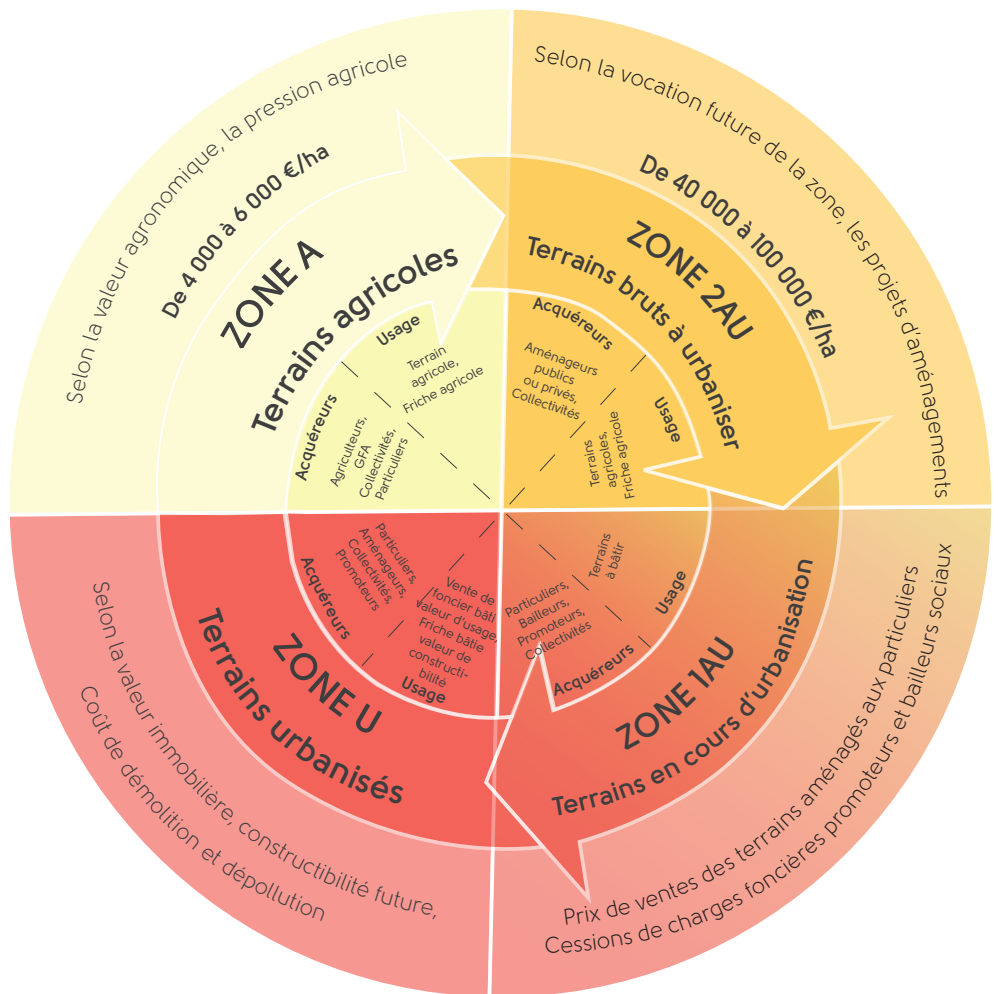 Selon la valeur agronomique, la pression agricole
De 4 000 à 6 000 €/ha
ZONE A
Terrains agricoles
Usage
Terrain
agricole,
Friche agricole
Acquéreurs
Agriculteurs,
GFA
Collectivités,
Particuliers
Selon la vocation future de la zone, les projets d'aménagements
De 40 000 à 100 000 €/ha
ZONE 2AU
Terrains bruts à urbaniser
Acquéreurs
Aménageurs
publics
ou privés,
Collectivités
Usage
Terrains
agricoles,
Friche agricole
Terrains
à bâtir
Usage
Particuliers,
Bailleurs,
Promoteurs,
Collectivités
Acquéreurs
ZONE 1AU
Terrains en cours d'urbanisation
Prix de ventes des terrains aménagés aux particuliers
Cessions de charges foncières promoteurs et bailleurs sociaux
Particuliers,
Aménageurs,
Collectivités,
Promoteurs
Acquéreurs
Vente de
foncier bâti
valeur d'usage,
Friche bâtie
valeur de
constructi-
bilité
Usage
ZONE U
Terrains urbanisés
Selon la valeur immobilière, constructibilité future,
Coût de démolition et dépollution